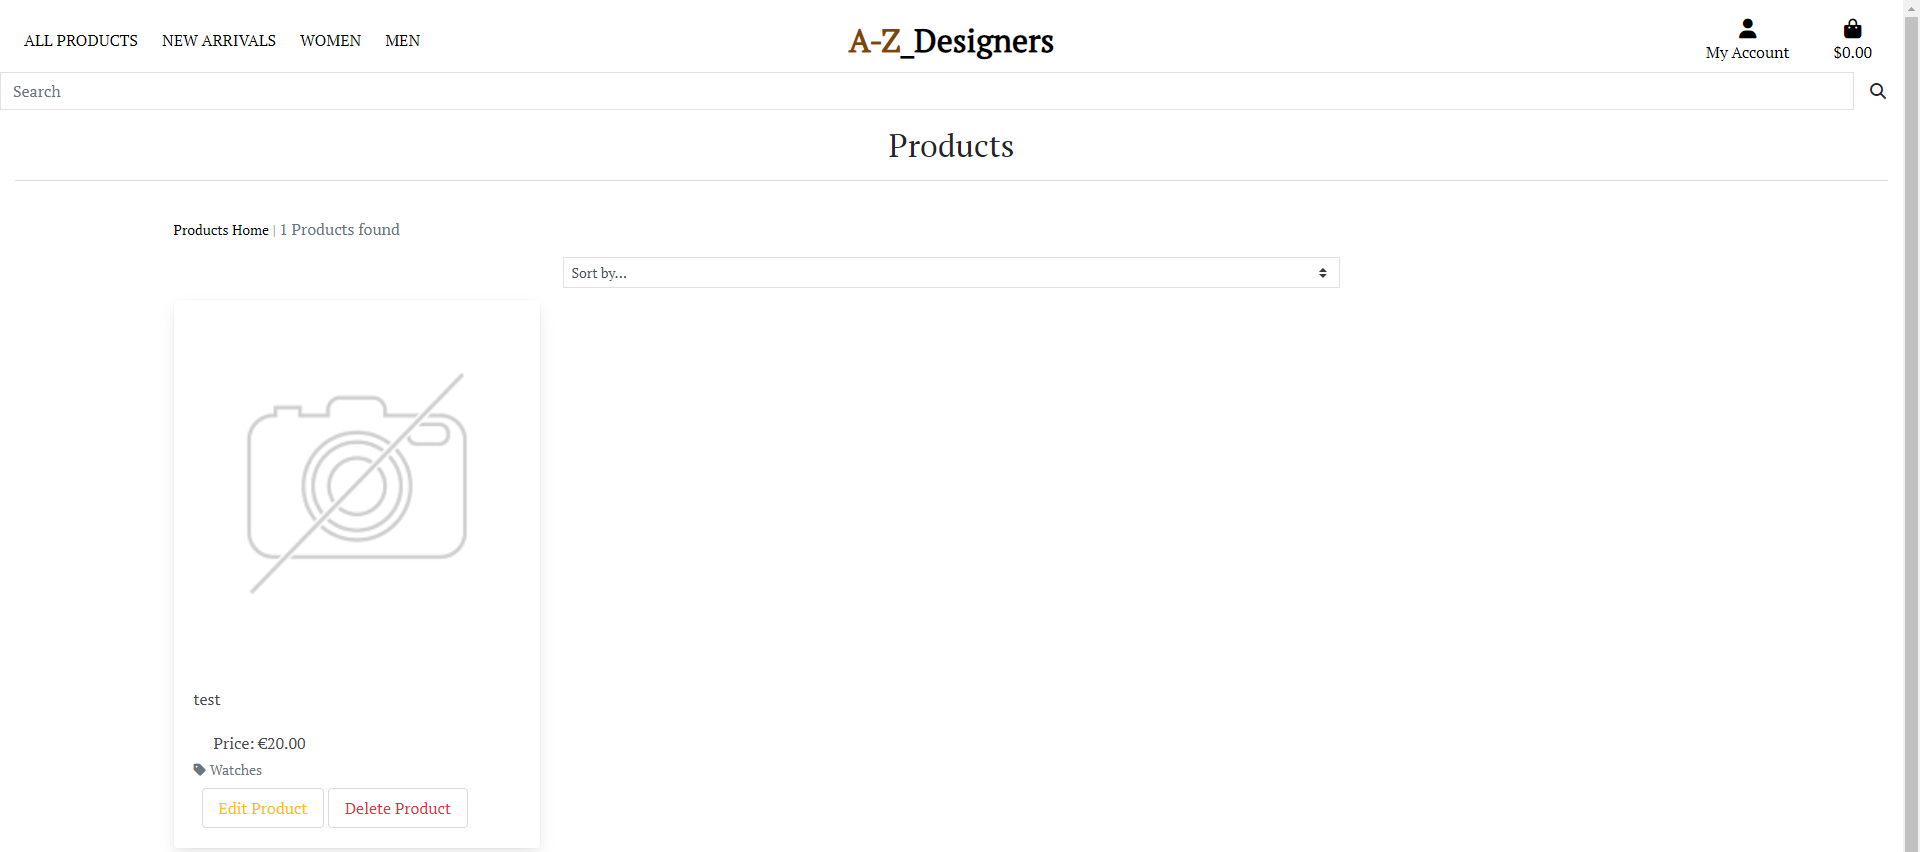 ALL PRODUCTS NEW ARRIVALS WOMEN MEN
A-Z_Designers
My Account
$0.00
Search
Products
Products Home | 1 Products found
Sort by...
test
Price: €20.00
Watches
Edit Product Delete Product